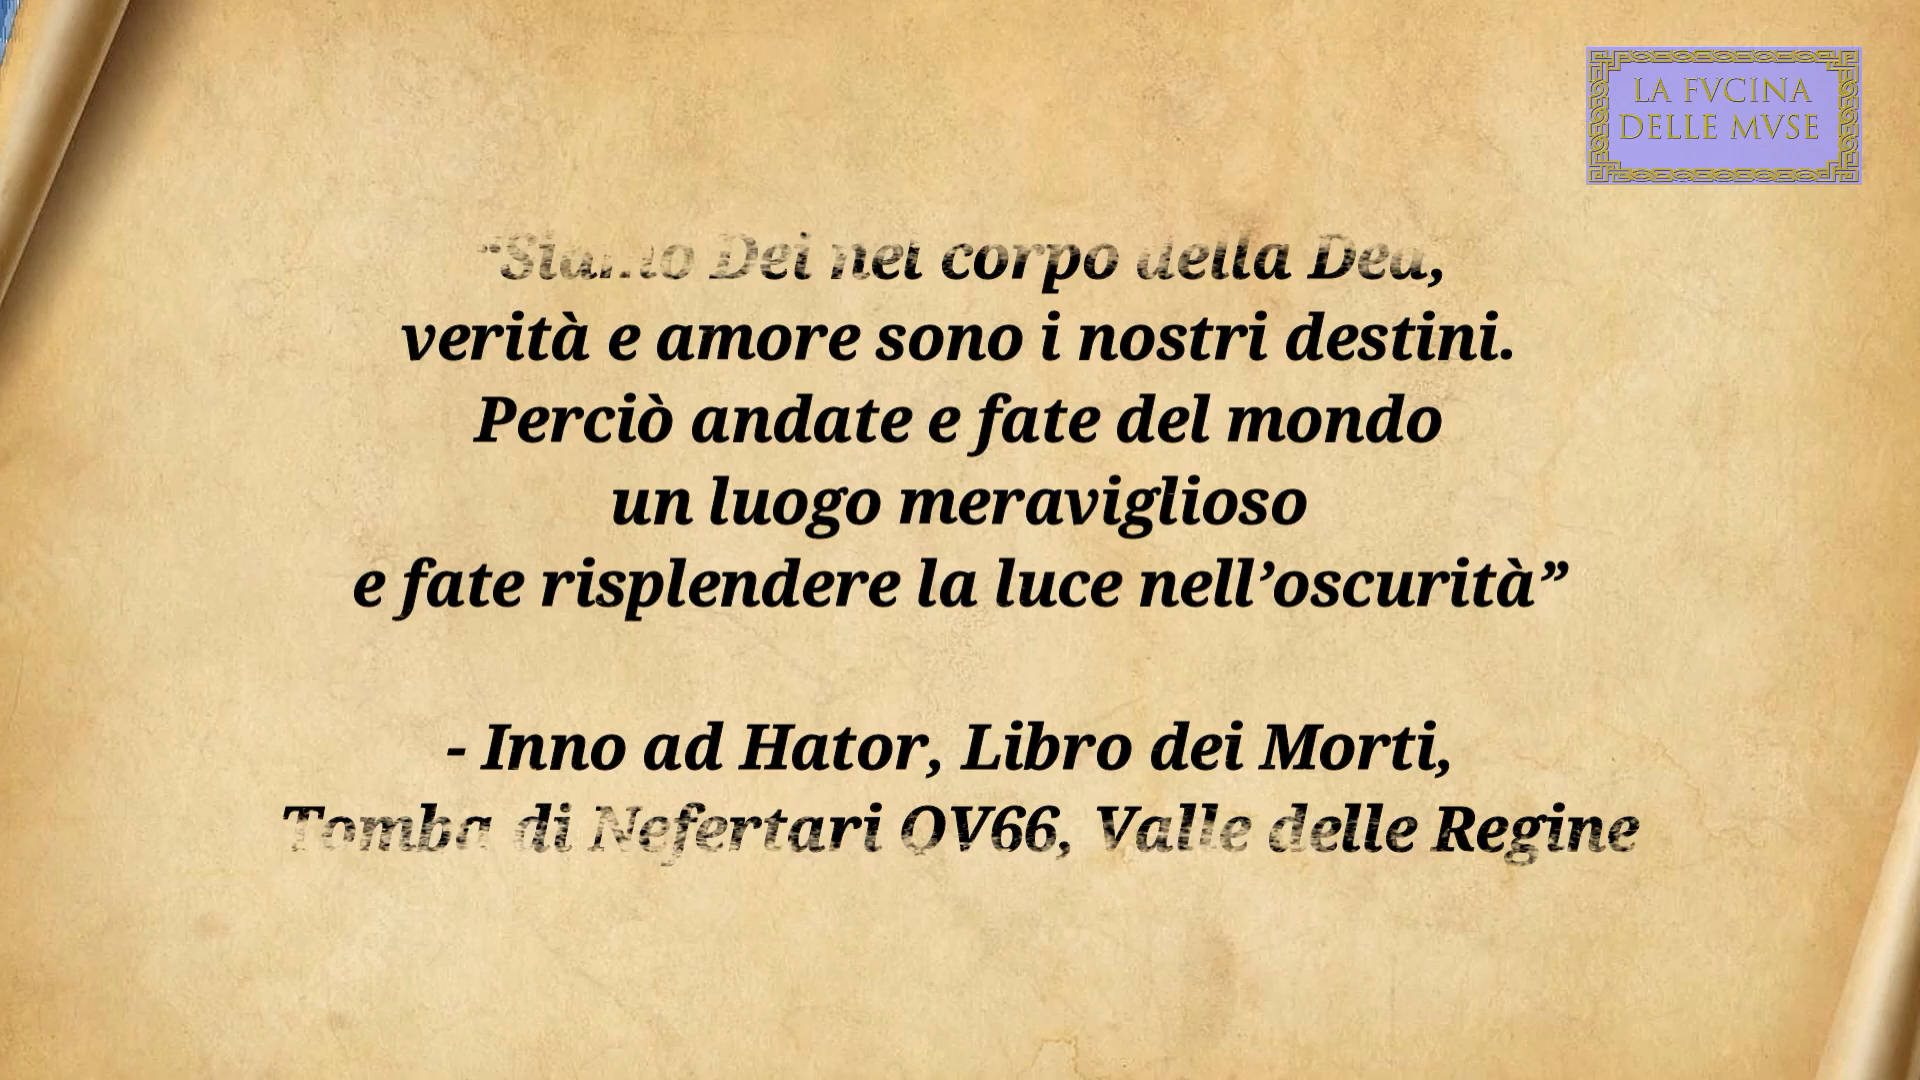 LA FVCINA
DELLE MVSE
“Siamo Dei nel corpo della Dea,
verità e amore sono i nostri destini.
Perciò andate e fate del mondo
un luogo meraviglioso
e fate risplendere la luce nell’oscurità”
- Inno ad Hator, Libro dei Morti,
Tomba di Nefertari QV66, Valle delle Regine